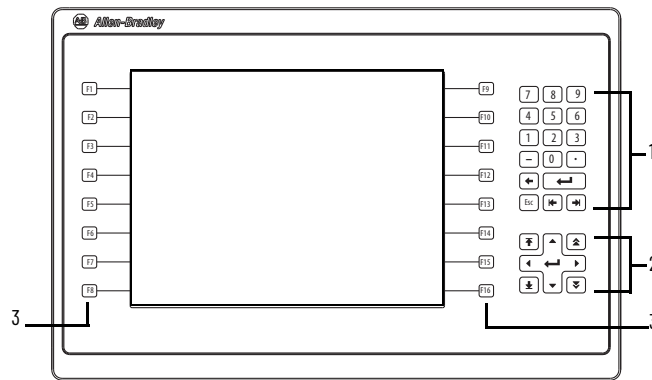 AB Allen-Bradley
F1 F9 7 8 9
F2 F10 4 5 6
F3 F11 1 2 3 1
F4 F12 - 0 .
F5 F13 Esc
F6 F14
F7 F15 2
F8 F16
3 3